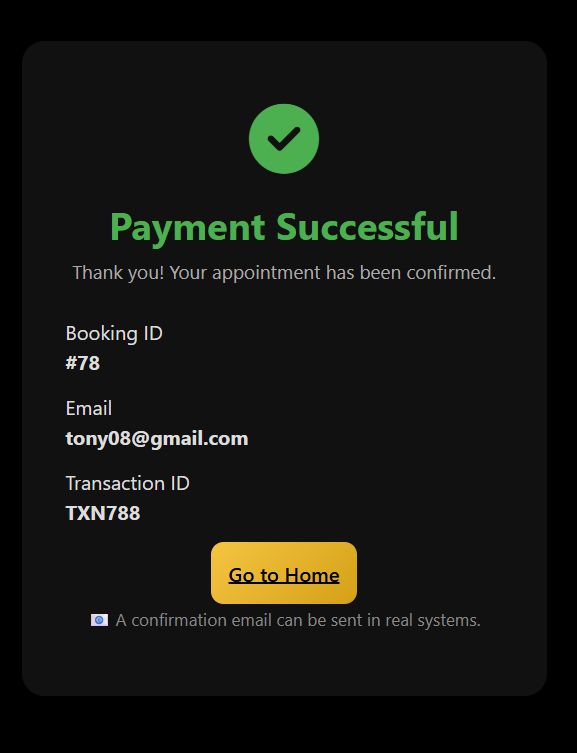 Payment Successful
Thank you! Your appointment has been confirmed.
Booking ID
#78
Email
tony08@gmail.com
Transaction ID
TXN788
Go to Home
📧 A confirmation email can be sent in real systems.